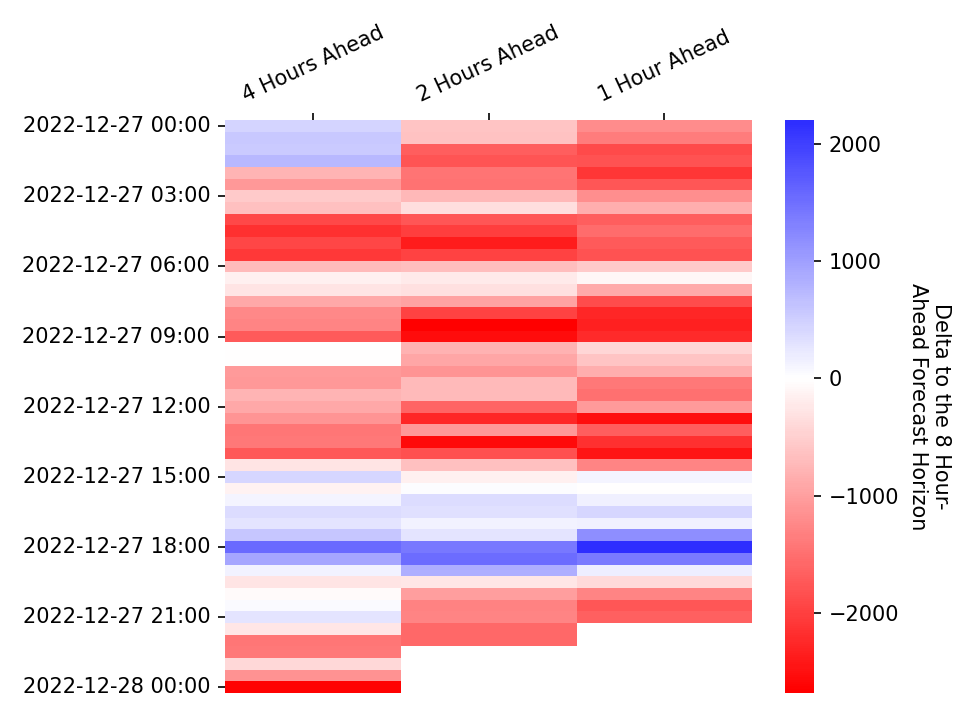 4 Hours Ahead
2 Hours Ahead
1 Hour Ahead
2022-12-27 00:00
2022-12-27 03:00
2022-12-27 06:00
2022-12-27 09:00
2022-12-27 12:00
2022-12-27 15:00
2022-12-27 18:00
2022-12-27 21:00
2022-12-28 00:00
2000
1000
0
−1000
−2000
Delta to the 8 Hour-
Ahead Forecast Horizon